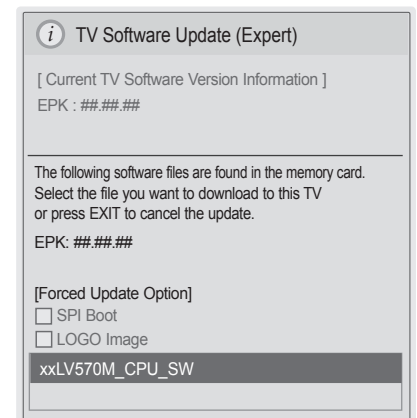 i TV Software Update (Expert)
[ Current TV Software Version Information ]
EPK : ##.##.##
The following software files are found in the memory card.
Select the file you want to download to this TV
or press EXIT to cancel the update.
EPK: ##.##.##
[Forced Update Option]
SPI Boot
LOGO Image
xxLV570M_CPU_SW